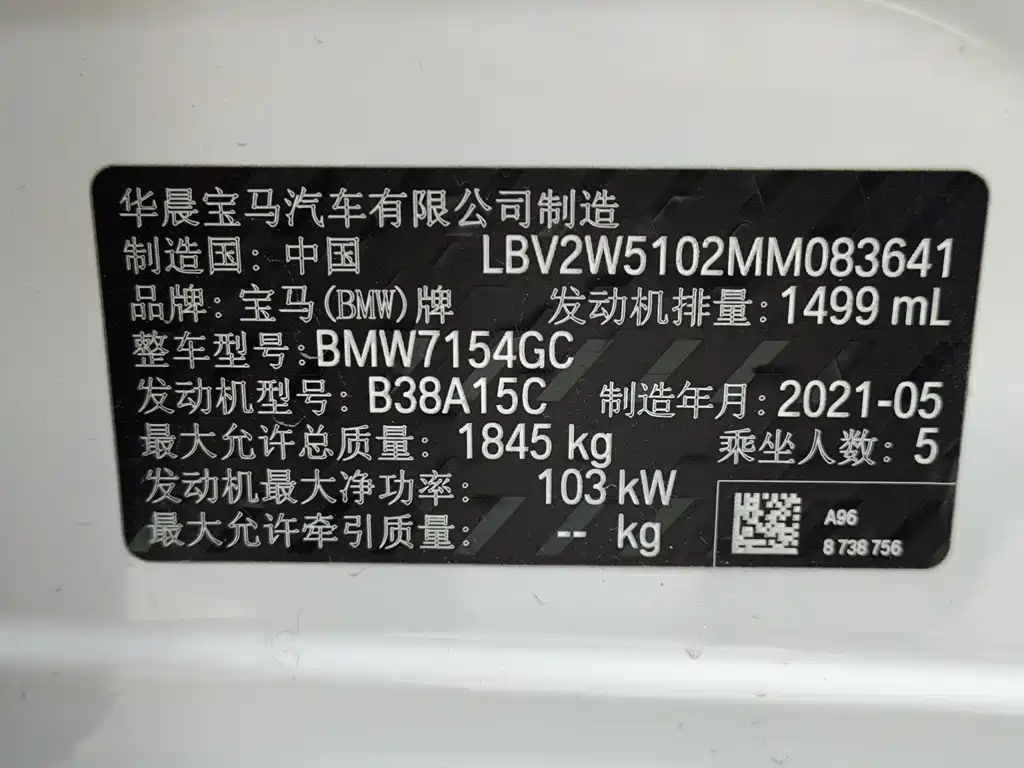 华晨宝马汽车有限公司制造
制造国：中国 LBV2W5102MM083641
品牌：宝马(BMW)牌 发动机排量：1499 mL
整车型号：BMW7154GC
发动机型号：B38A15C 制造年月：2021-05
最大允许总质量：1845 kg 乘坐人数：5
发动机最大净功率：103 kW
最大允许牵引质量：-- kg
A96
8 738 756